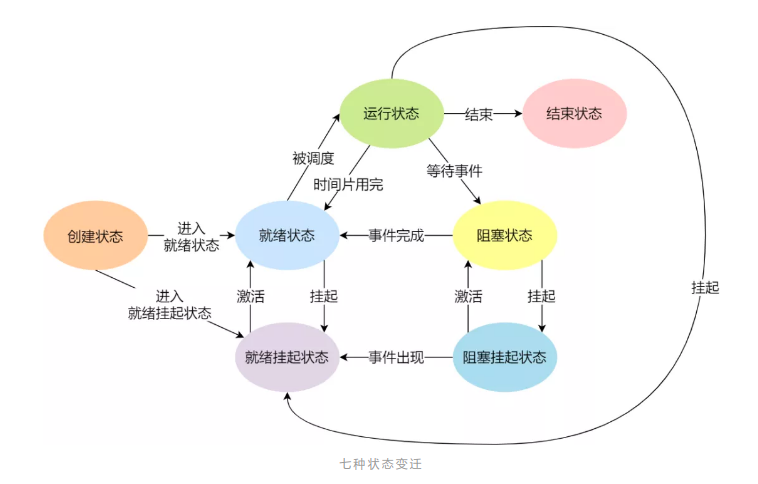 运行状态
结束
结束状态
被调度
时间片用完
等待事件
创建状态
进入
就绪状态
就绪状态
事件完成
阻塞状态
进入
就绪挂起状态
激活
挂起
激活
挂起
挂起
就绪挂起状态
事件出现
阻塞挂起状态
七种状态变迁